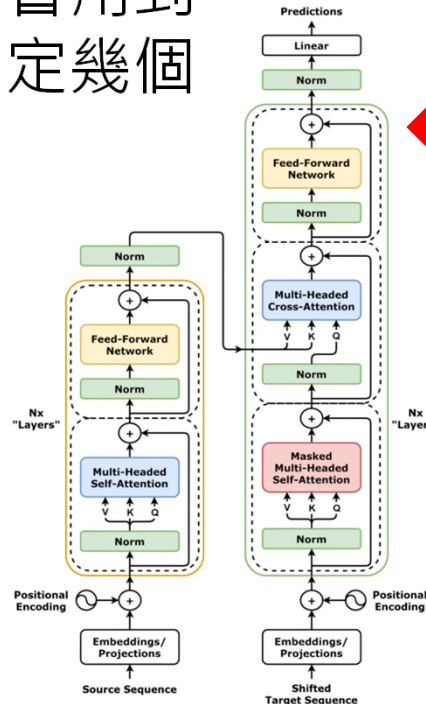 會用到
定幾個
Predictions
Linear
Norm
+
Feed-Forward
Network
Norm
+
Multi-Headed
Cross-Attention
V K Q
Norm
+
Masked
Multi-Headed
Self-Attention
V K Q
Norm
Nx
"Layers"
+
Positional
Encoding
Embeddings/
Projections
Shifted
Target Sequence
Norm
+
Feed-Forward
Network
Norm
Nx
"Layers"
+
Multi-Headed
Self-Attention
V K Q
Norm
Positional
Encoding
+
Embeddings/
Projections
Source Sequence